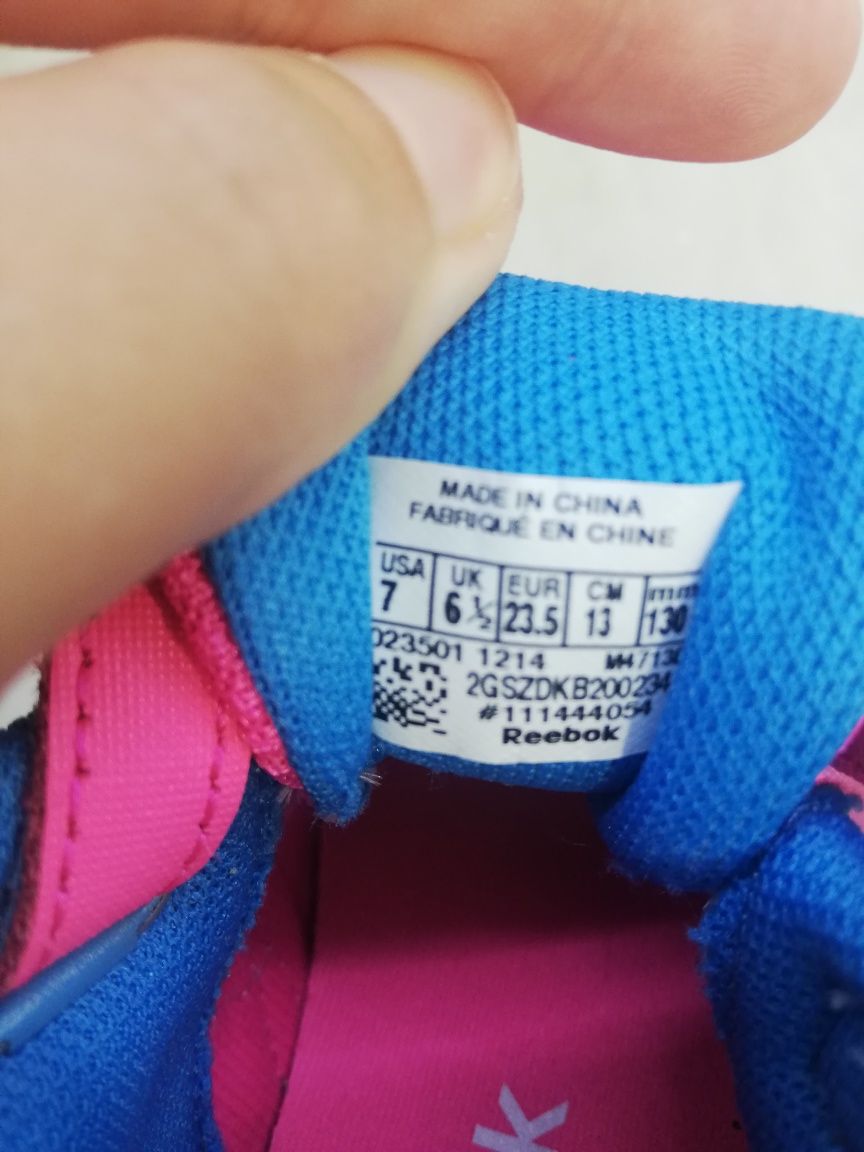 MADE IN CHINA
FABRIQUÉ EN CHINE
USA UK EUR CM mm
7 6 ½ 23.5 13 130
023501 1214
2GSZDKB200234
#111444054
Reebok
k